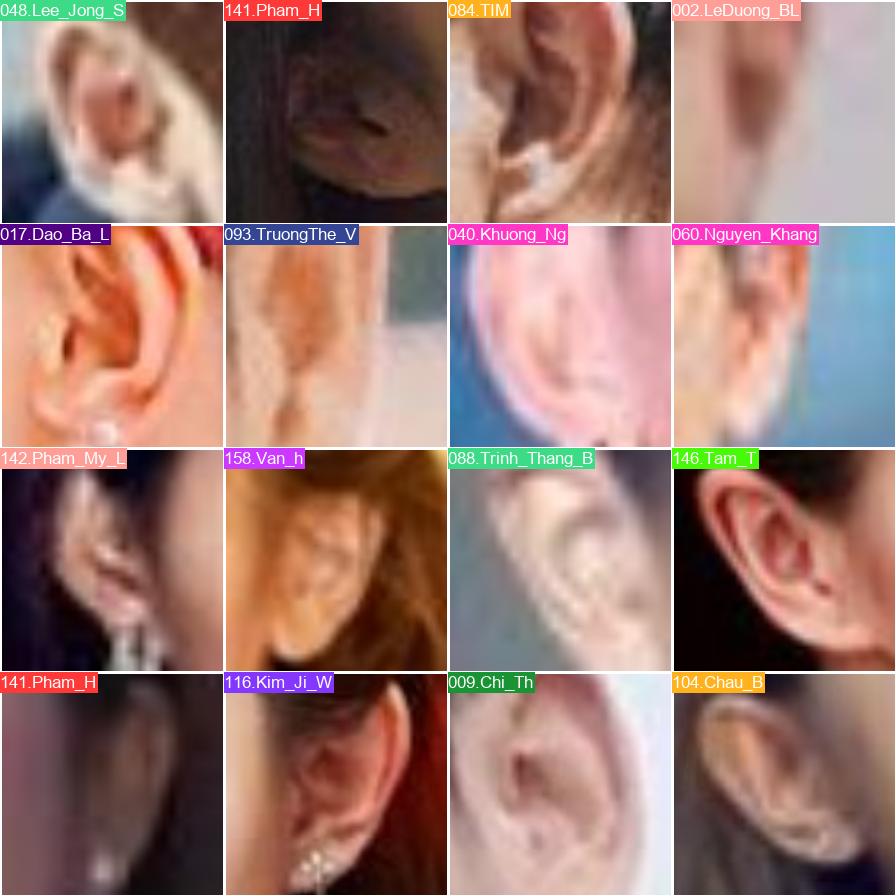 048.Lee_Jong_S
141.Pham_H
084.TIM
002.LeDuong_BL
017.Dao_Ba_L
093.TruongThe_V
040.Khuong_Ng
060.Nguyen_Khang
142.Pham_My_L
158.Van_h
088.Trinh_Thang_B
146.Tam_T
141.Pham_H
116.Kim_Ji_W
009.Chi_Th
104.Chau_B